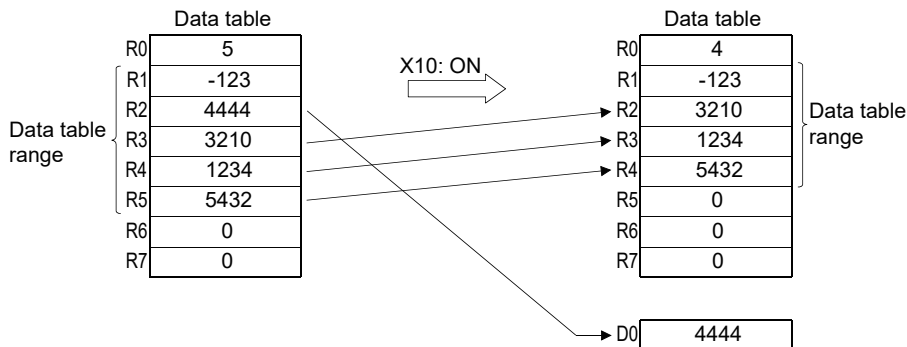 Data table Data table
R0 5 R0 4
R1 -123 X10: ON R1 -123
R2 4444 R2 3210
Data table range R3 3210 R3 1234 Data table range
R4 1234 R4 5432
R5 5432 R5 0
R6 0 R6 0
R7 0 R7 0
D0 4444